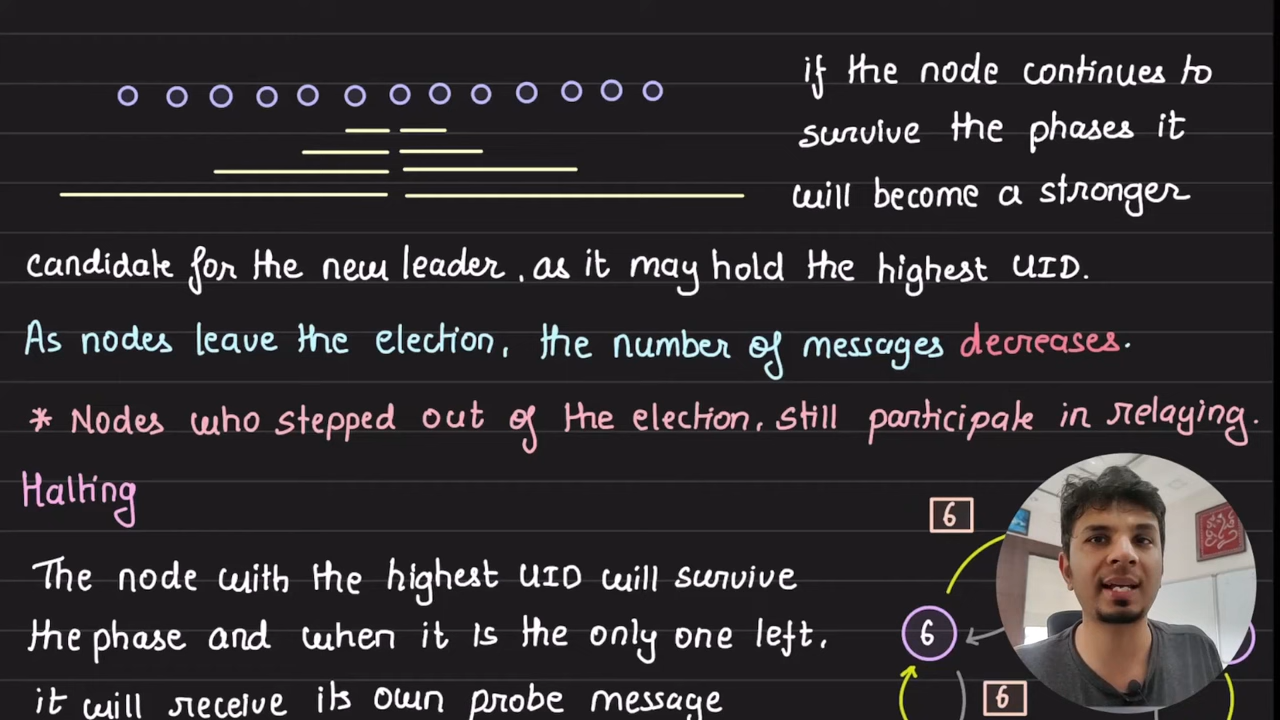 if the node continues to
survive the phases it
will become a stronger
candidate for the new leader, as it may hold the highest UID.
As nodes leave the election, the number of messages decreases.
* Nodes who stepped out of the election, still participate in relaying.
Halting
6
The node with the highest UID will survive
the phase and when it is the only one left,
6
it will receive its own probe message
6